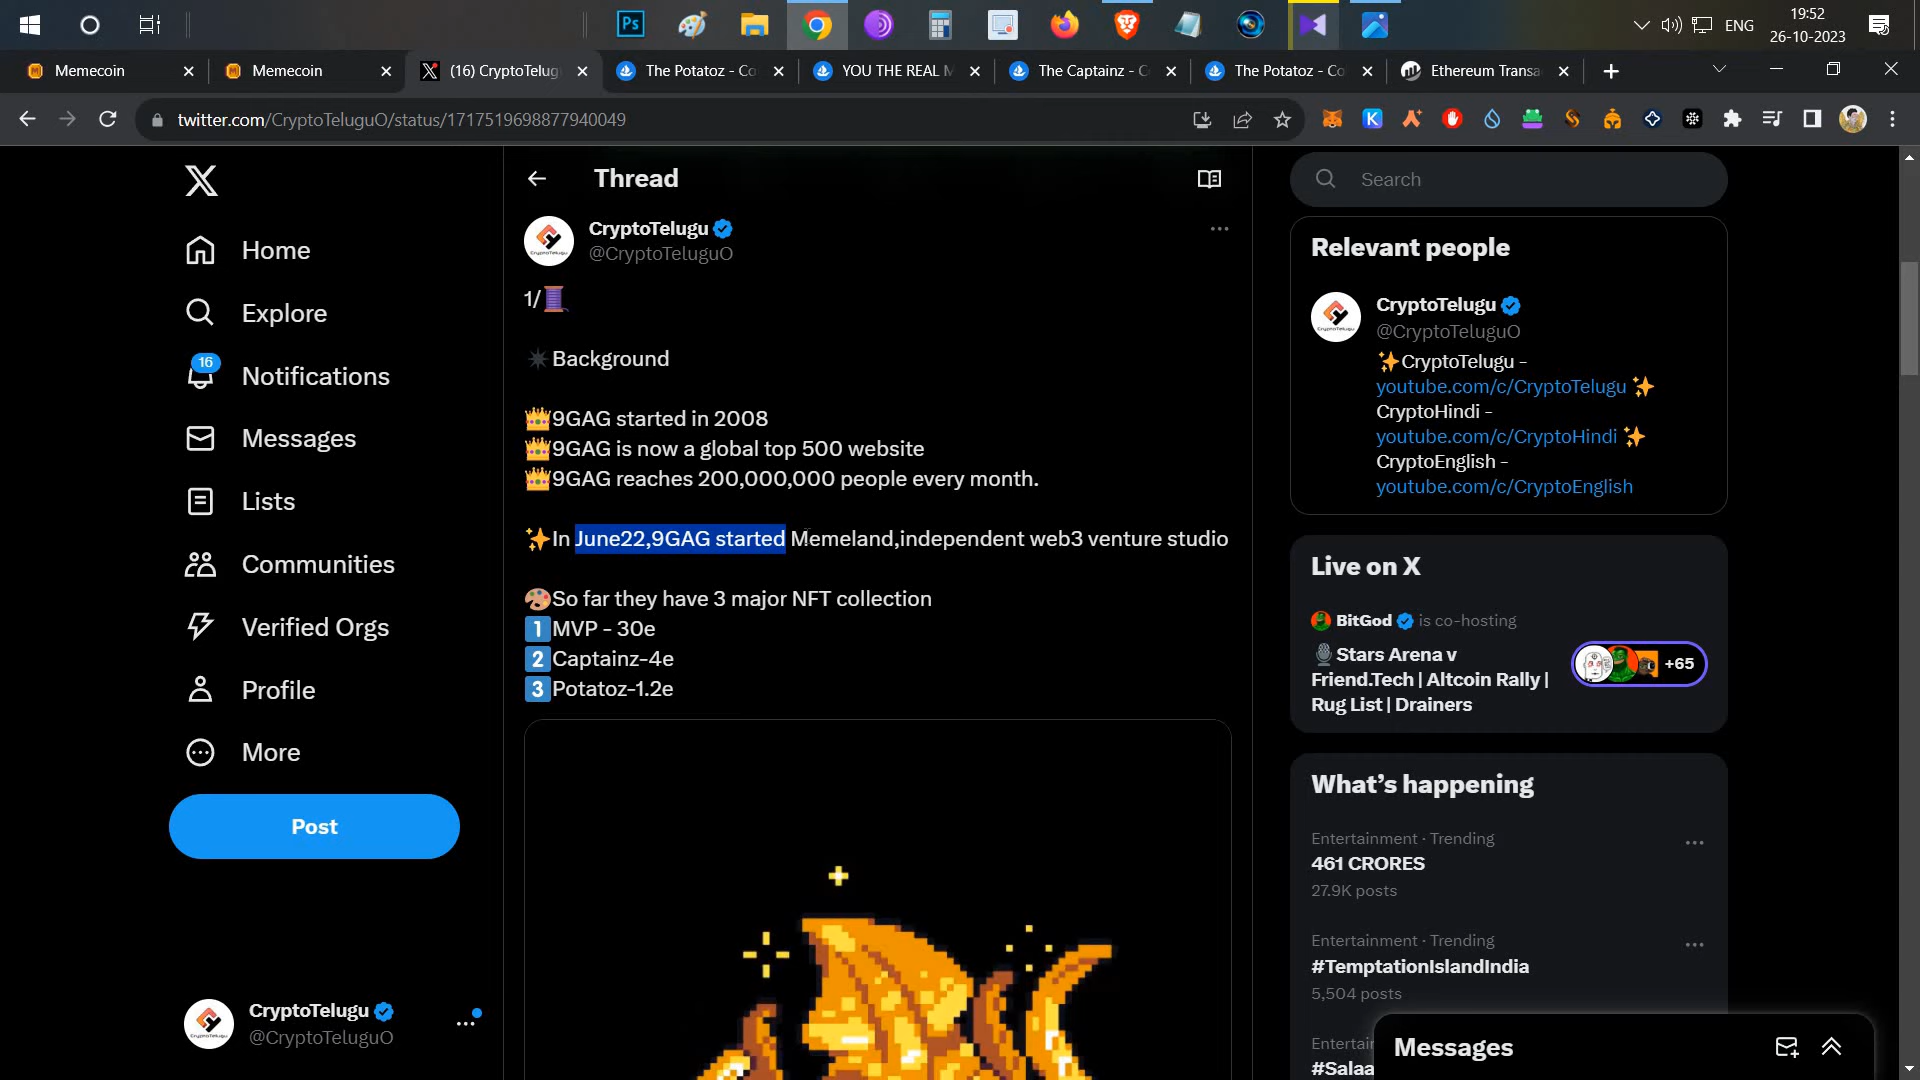 Ps
ENG
19:52
26-10-2023
Memecoin
Memecoin
(16) CryptoTelug
The Potatoz - Co
YOU THE REAL M
The Captainz - C
The Potatoz - Co
Ethereum Transa
twitter.com/CryptoTeluguO/status/1717519698877940049
Home
Explore
16
Notifications
Messages
Lists
Communities
Verified Orgs
Profile
More
Post
CryptoTelugu
@CryptoTeluguO
Thread
CryptoTelugu
@CryptoTeluguO
1/🧵
✴Background
👑9GAG started in 2008
👑9GAG is now a global top 500 website
👑9GAG reaches 200,000,000 people every month.
✨In June22,9GAG started Memeland,independent web3 venture studio
🎨So far they have 3 major NFT collection
1️⃣MVP - 30e
2️⃣Captainz-4e
3️⃣Potatoz-1.2e
Search
Relevant people
CryptoTelugu
@CryptoTeluguO
✨CryptoTelugu -
youtube.com/c/CryptoTelugu ✨
CryptoHindi -
youtube.com/c/CryptoHindi ✨
CryptoEnglish -
youtube.com/c/CryptoEnglish
Live on X
BitGod is co-hosting
🎙Stars Arena v
Friend.Tech | Altcoin Rally |
Rug List | Drainers
+65
What’s happening
Entertainment · Trending
461 CRORES
27.9K posts
Entertainment · Trending
#TemptationIslandIndia
5,504 posts
Entertai
#Salaa
Messages